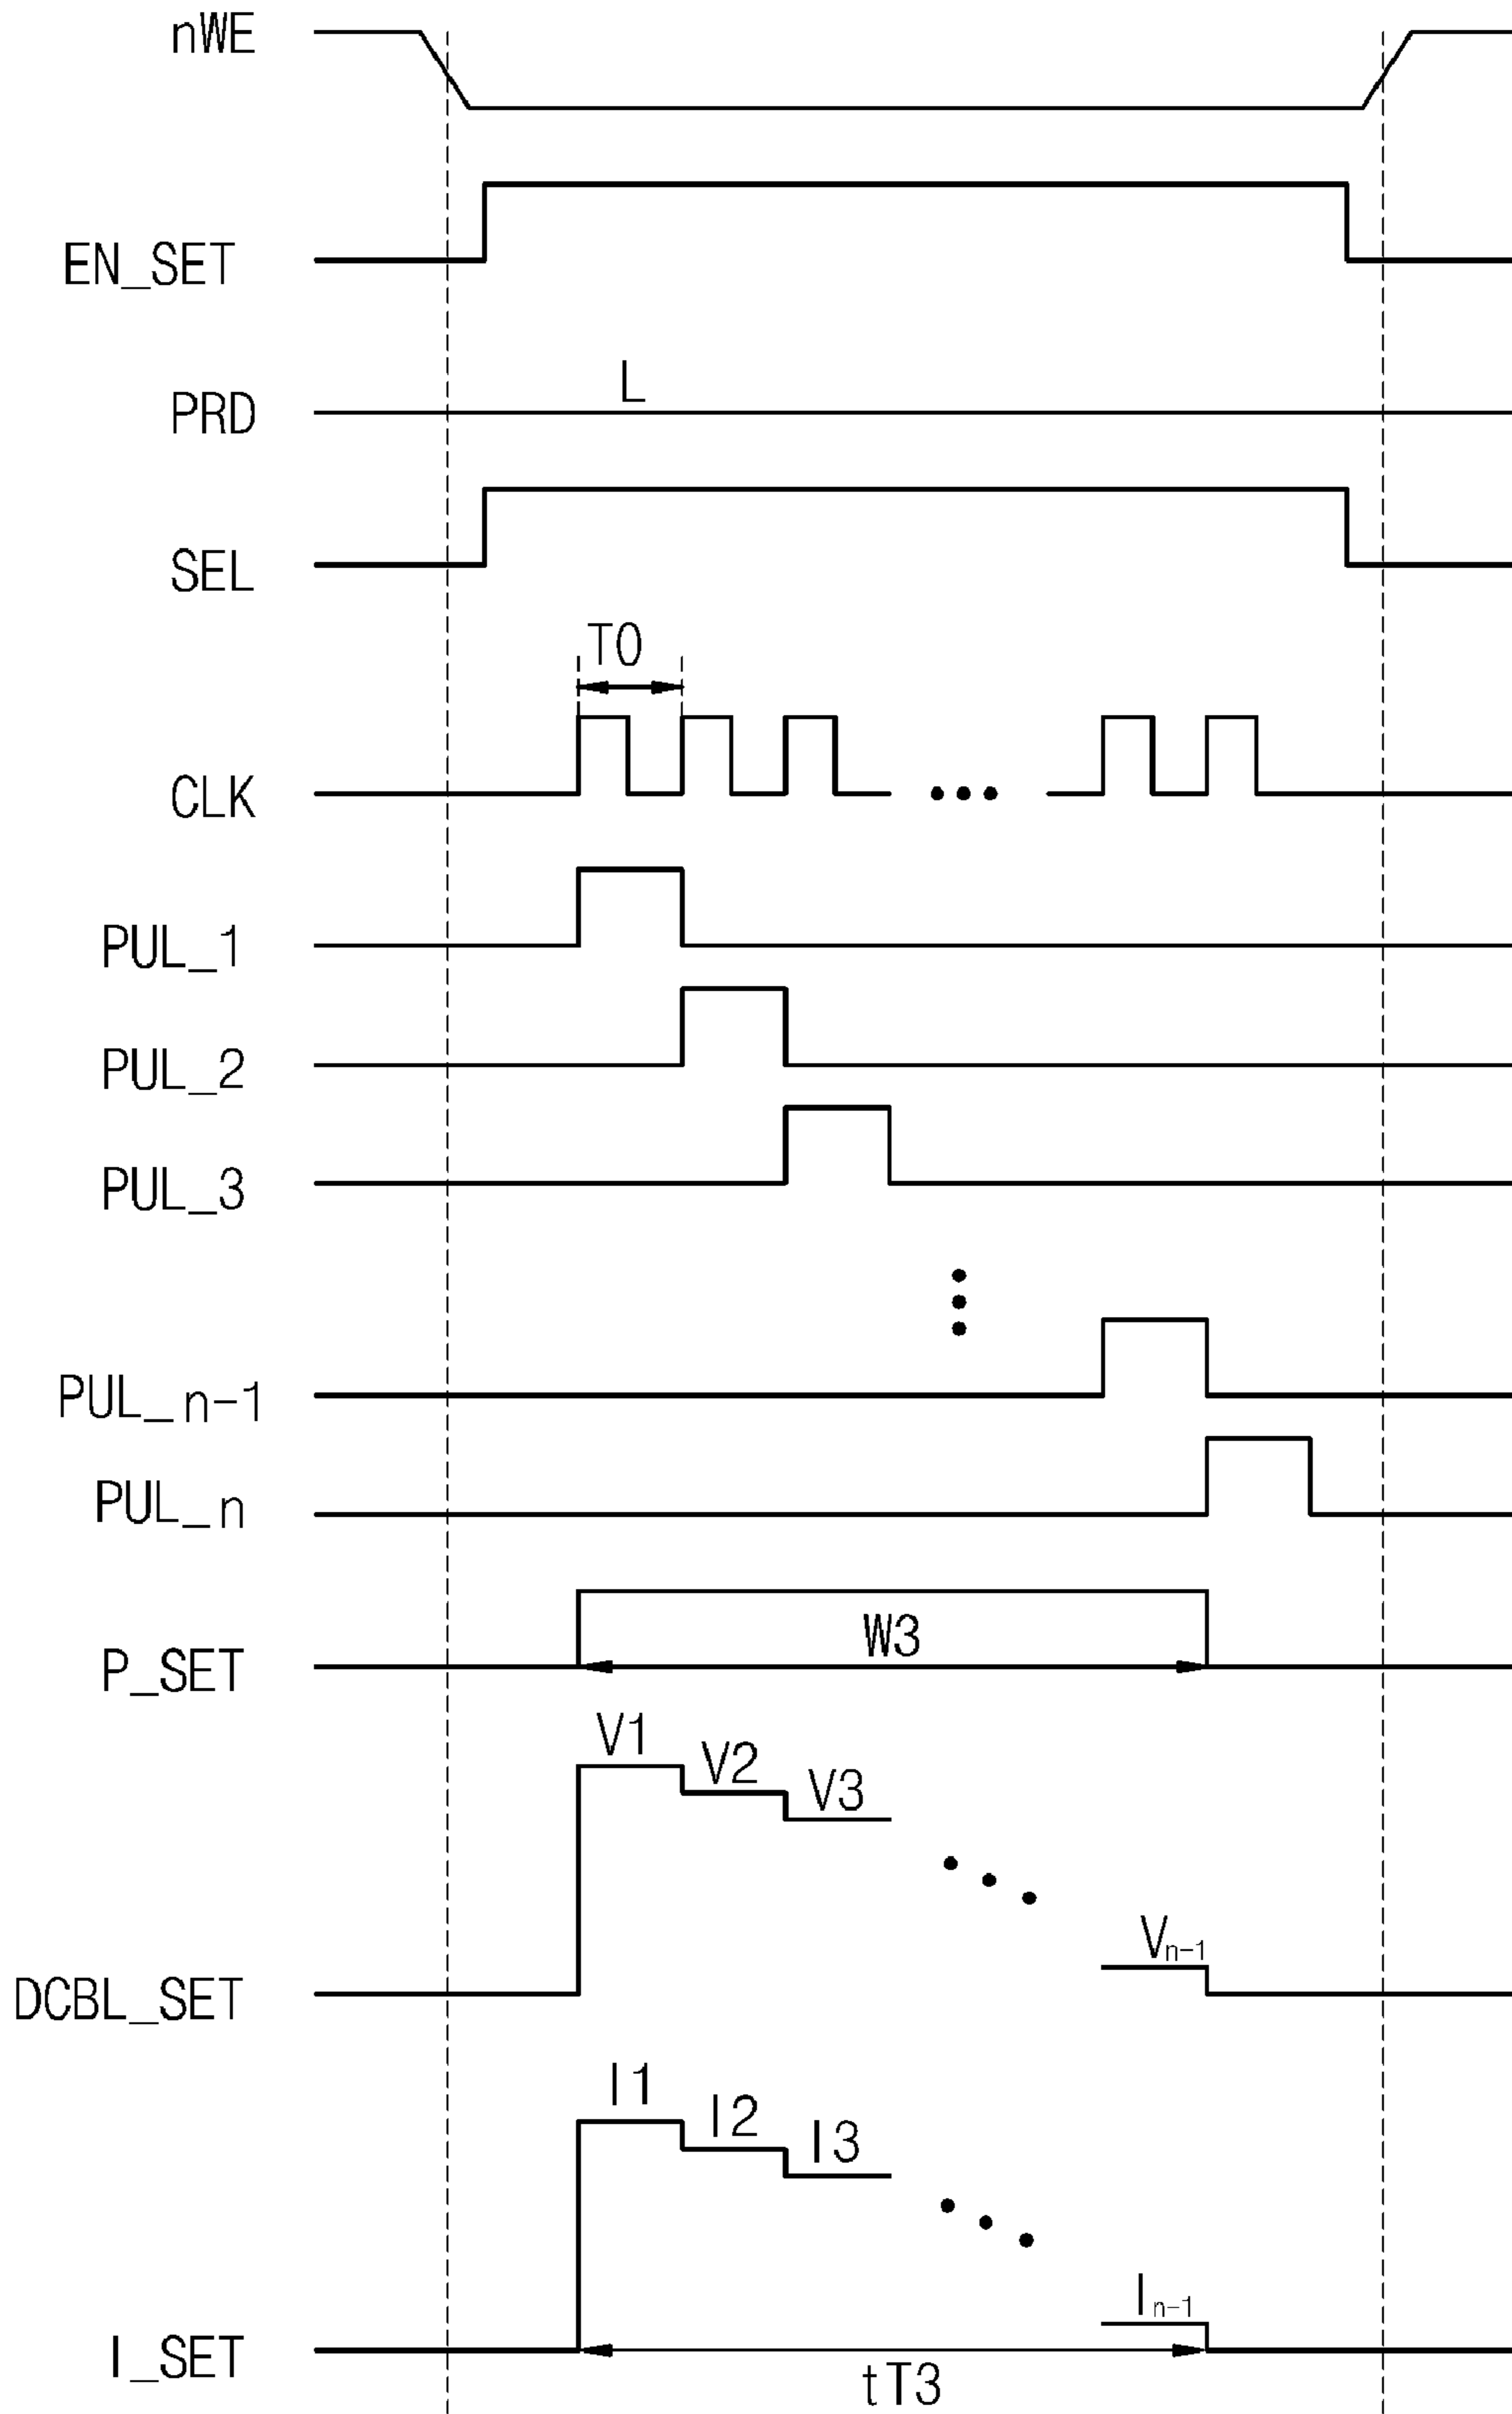 nWE
EN_SET
L
PRD
SEL
T0
CLK
PUL_1
PUL_2
PUL_3
PUL_n-1
PUL_n
W3
P_SET
V1
V2
V3
Vn-1
DCBL_SET
I1
I2
I3
In-1
I_SET
tT3